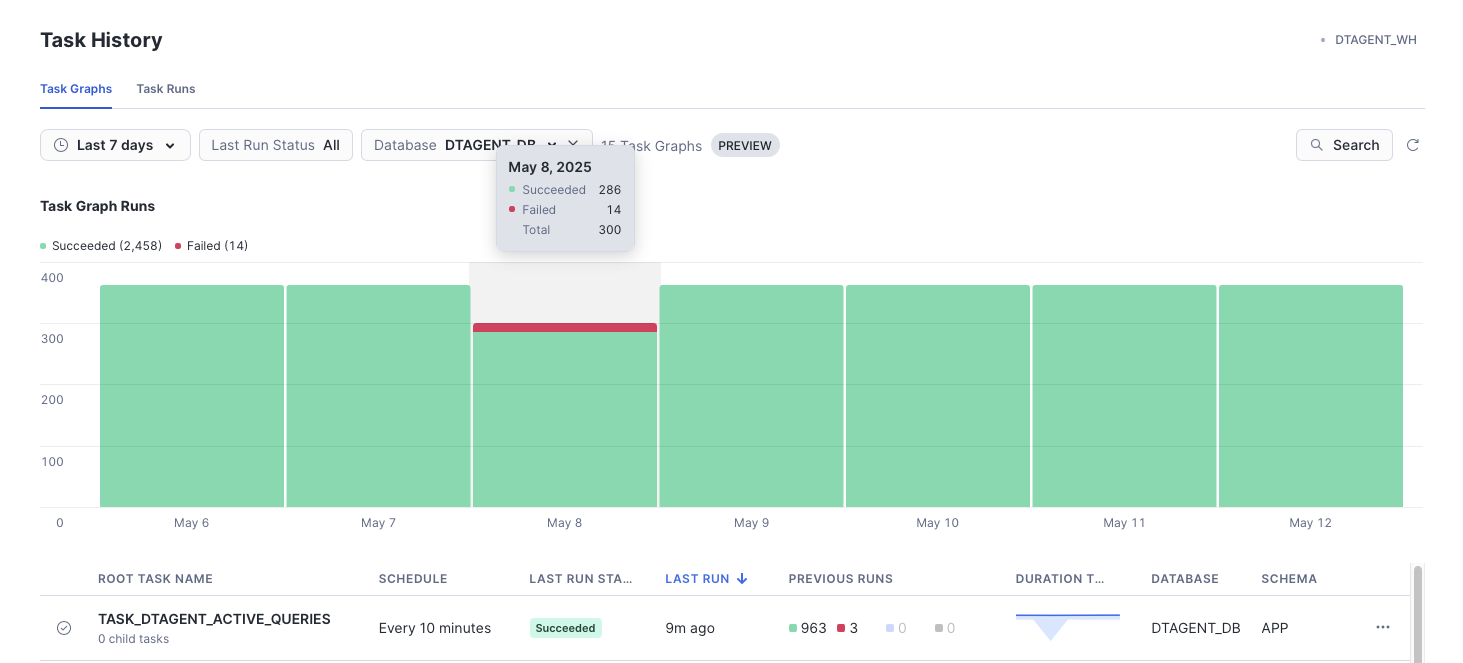 Task History
DTAGENT_WH
Task Graphs Task Runs
Last 7 days Last Run Status All Database DTAGENT_DB Task Graphs PREVIEW Search
May 8, 2025
Succeeded 286
Failed 14
Total 300
Task Graph Runs
Succeeded (2,458) Failed (14)
400
300
200
100
0 May 6 May 7 May 8 May 9 May 10 May 11 May 12
ROOT TASK NAME SCHEDULE LAST RUN STA... LAST RUN PREVIOUS RUNS DURATION T... DATABASE SCHEMA
TASK_DTAGENT_ACTIVE_QUERIES
0 child tasks
Every 10 minutes Succeeded 9m ago 963 3 0 0 DTAGENT_DB APP